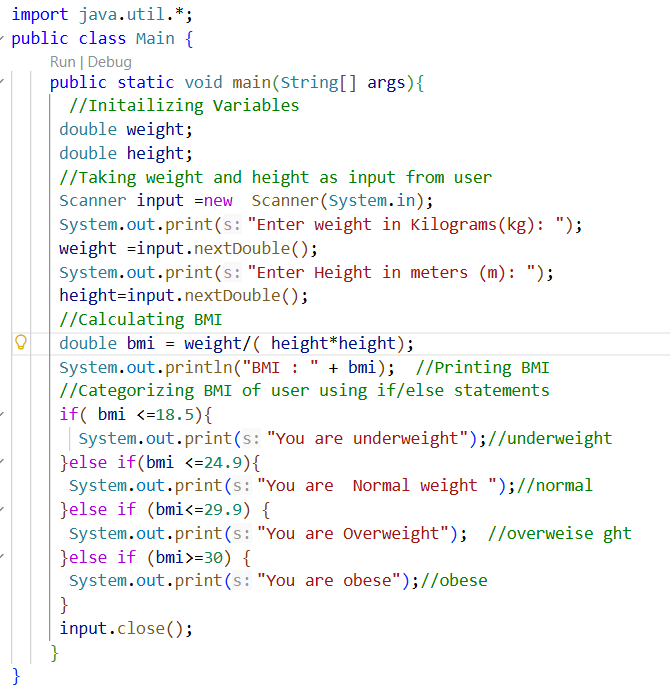 import java.util.*;
public class Main {
Run | Debug
public static void main(String[] args){
//Initailizing Variables
double weight;
double height;
//Taking weight and height as input from user
Scanner input =new  Scanner(System.in);
System.out.print(s: "Enter weight in Kilograms(kg): ");
weight =input.nextDouble();
System.out.print(s: "Enter Height in meters (m): ");
height=input.nextDouble();
//Calculating BMI
double bmi = weight/( height*height);
System.out.println("BMI : " + bmi);  //Printing BMI
//Categorizing BMI of user using if/else statements
if( bmi <=18.5){
System.out.print(s: "You are underweight");//underweight
}else if(bmi <=24.9){
System.out.print(s: "You are  Normal weight ");//normal
}else if (bmi<=29.9) {
System.out.print(s: "You are Overweight");  //overweise ght
}else if (bmi>=30) {
System.out.print(s: "You are obese");//obese
}
input.close();
}
}